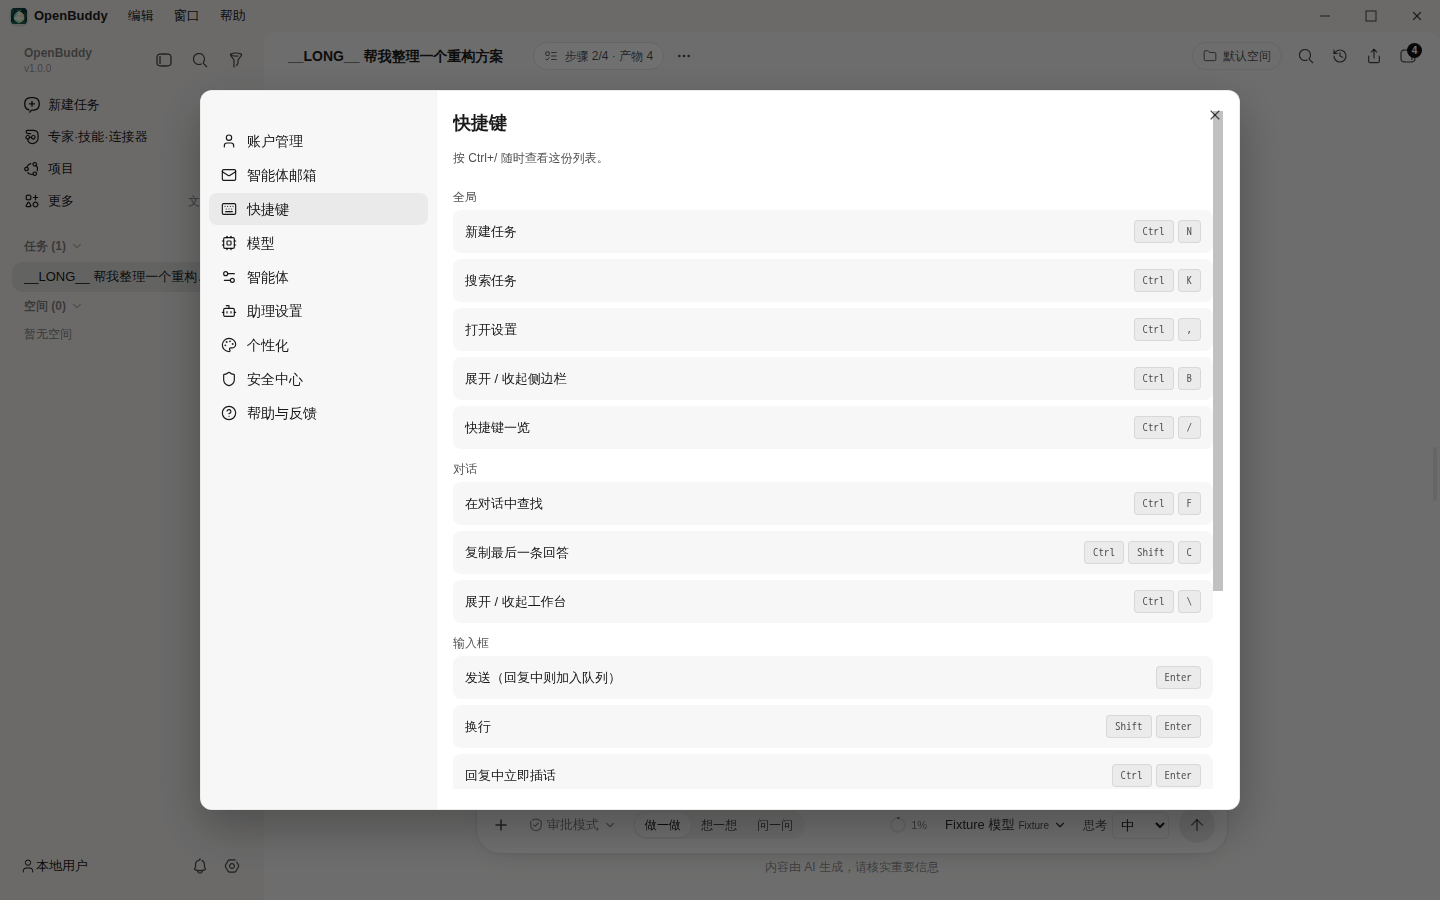 OpenBuddy 编辑 窗口 帮助
OpenBuddy
v1.0.0
新建任务
专家·技能·连接器
项目
更多 文
任务 (1)
__LONG__ 帮我整理一个重构...
空间 (0)
暂无空间
本地用户
__LONG__ 帮我整理一个重构方案 步骤 2/4 · 产物 4 默认空间 4
账户管理
智能体邮箱
快捷键
模型
智能体
助理设置
个性化
安全中心
帮助与反馈
快捷键
按 Ctrl+/ 随时查看这份列表。
全局
新建任务 Ctrl N
搜索任务 Ctrl K
打开设置 Ctrl ,
展开 / 收起侧边栏 Ctrl B
快捷键一览 Ctrl /
对话
在对话中查找 Ctrl F
复制最后一条回答 Ctrl Shift C
展开 / 收起工作台 Ctrl \
输入框
发送（回复中则加入队列） Enter
换行 Shift Enter
回复中立即插话 Ctrl Enter
审批模式 做一做 想一想 问一问 1% Fixture 模型 Fixture 思考 中
内容由 AI 生成，请核实重要信息